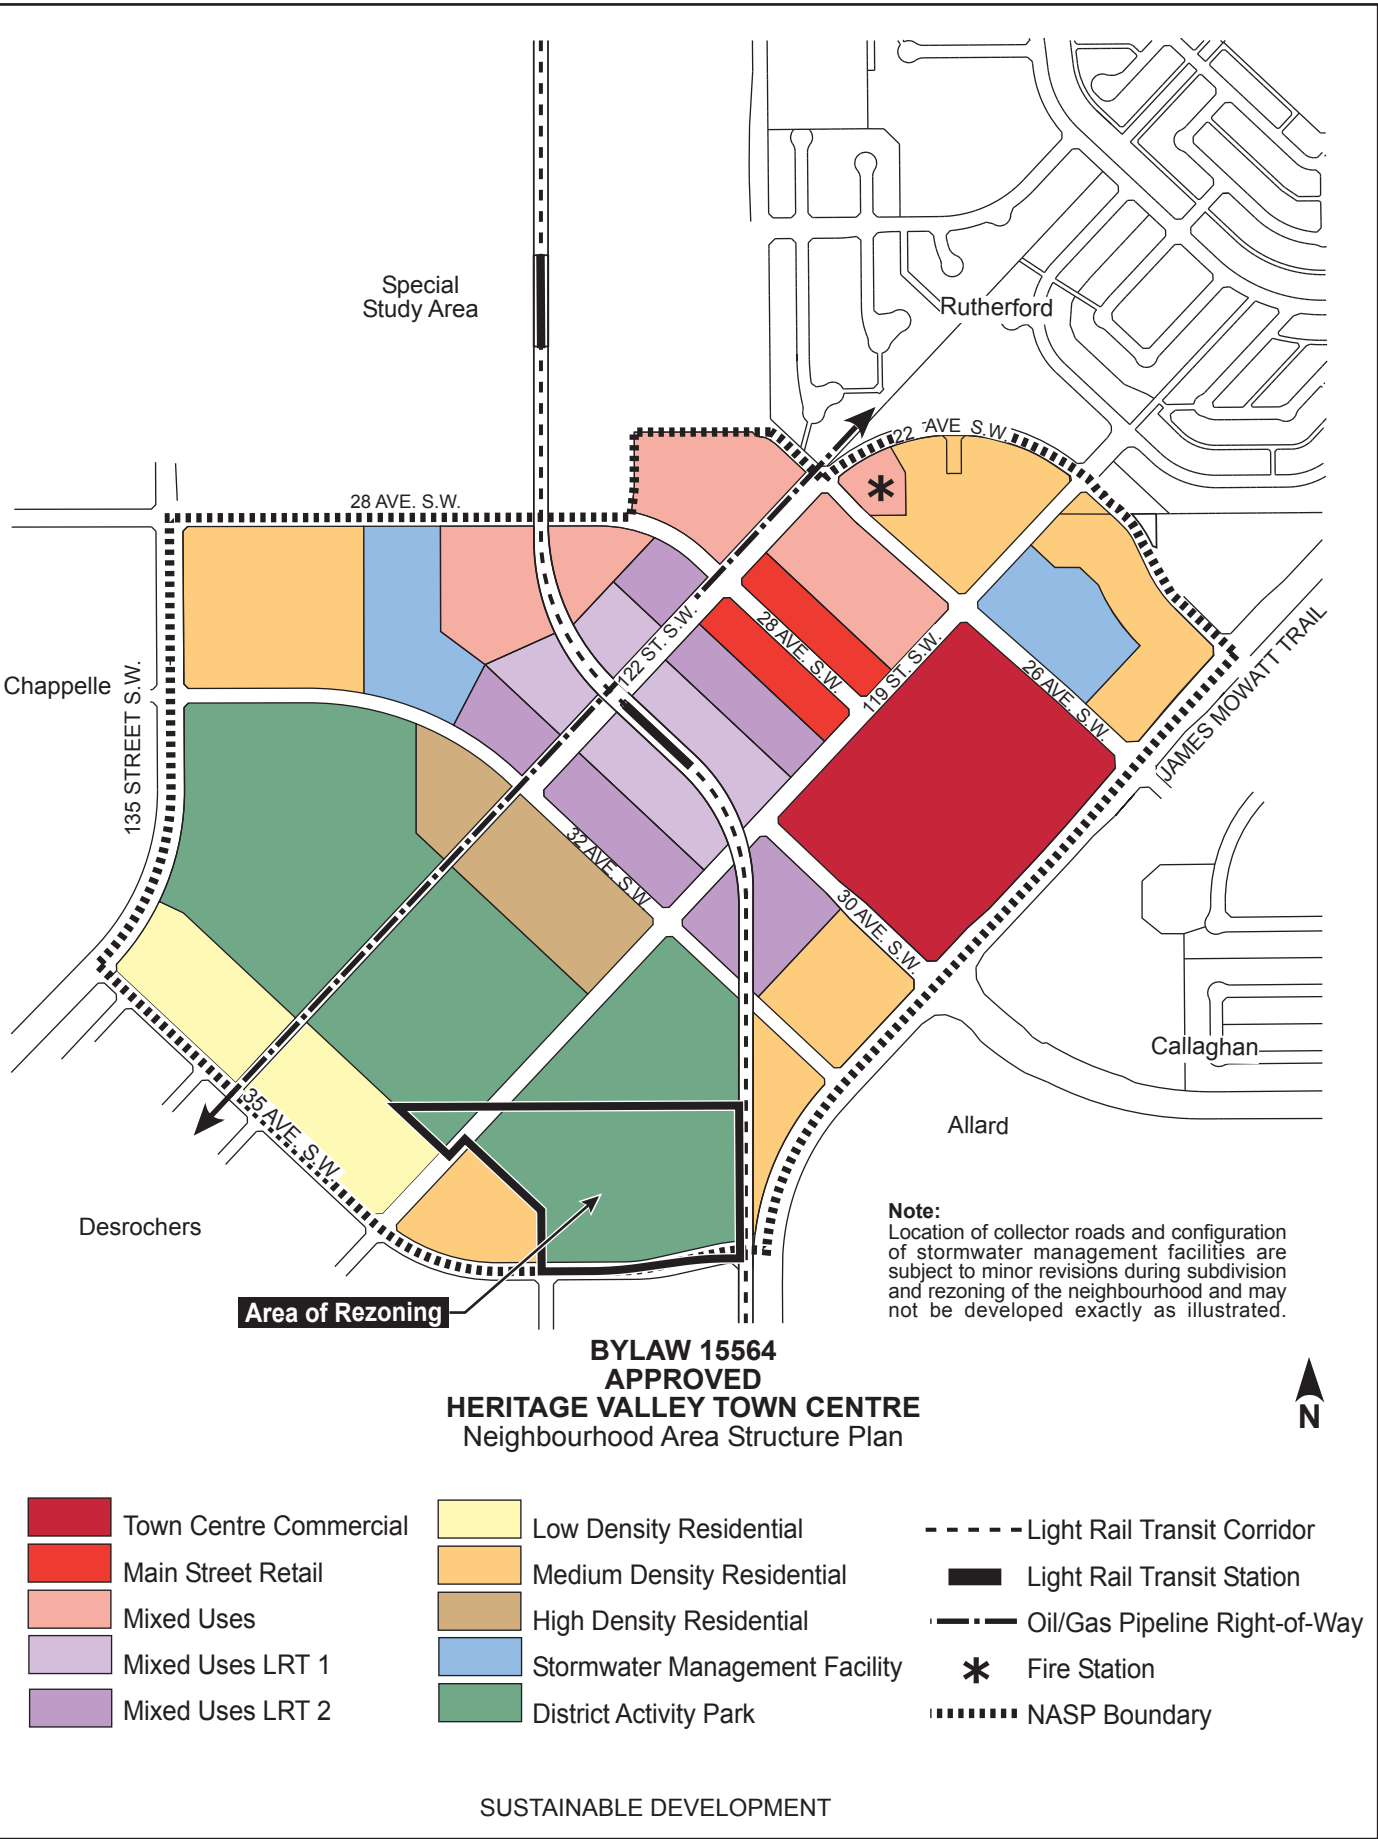 Special
Study Area
Rutherford
22 AVE S.W.
28 AVE. S.W.
122 ST. S.W.
28 AVE. S.W.
119 ST. S.W.
26 AVE. S.W.
JAMES MOWATT TRAIL
Chappelle
135 STREET S.W.
32 AVE. S.W
30 AVE. S.W.
Callaghan
35 AVE. S.W.
Allard
Desrochers
Note:
Location of collector roads and configuration
of stormwater management facilities are
subject to minor revisions during subdivision
and rezoning of the neighbourhood and may
not be developed exactly as illustrated.
Area of Rezoning
BYLAW 15564
APPROVED
HERITAGE VALLEY TOWN CENTRE
Neighbourhood Area Structure Plan
N
Town Centre Commercial
Main Street Retail
Mixed Uses
Mixed Uses LRT 1
Mixed Uses LRT 2
Low Density Residential
Medium Density Residential
High Density Residential
Stormwater Management Facility
District Activity Park
Light Rail Transit Corridor
Light Rail Transit Station
Oil/Gas Pipeline Right-of-Way
Fire Station
NASP Boundary
SUSTAINABLE DEVELOPMENT